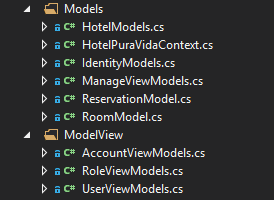 Models
C# HotelModels.cs
C# HotelPuraVidaContext.cs
C# IdentityModels.cs
C# ManageViewModels.cs
C# ReservationModel.cs
C# RoomModel.cs
ModelView
C# AccountViewModels.cs
C# RoleViewModels.cs
C# UserViewModels.cs